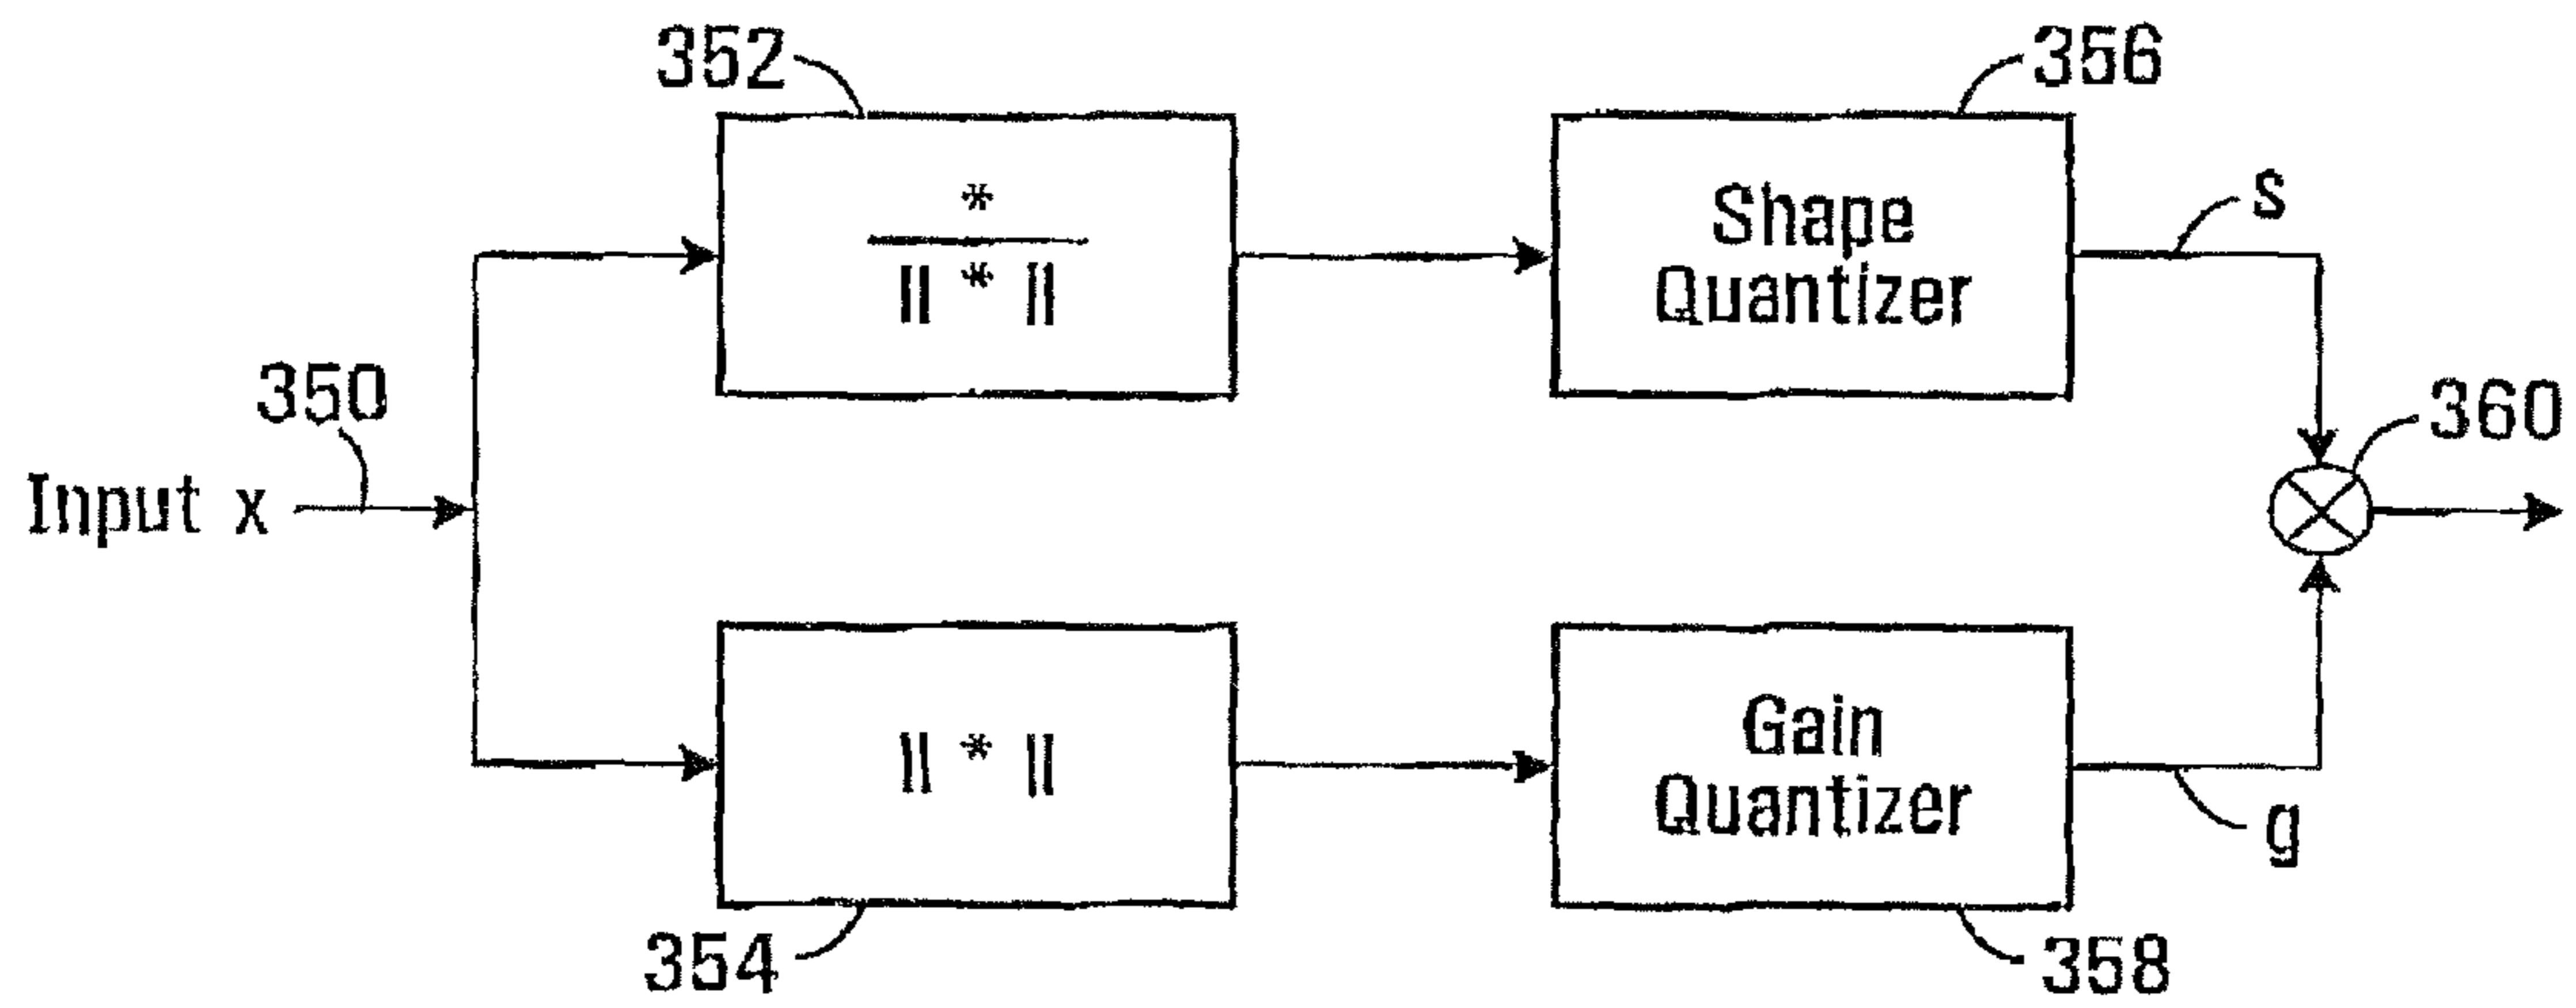 352
356
*
|| * ||
Shape
Quantizer
s
350
360
Input x
|| * ||
Gain
Quantizer
g
354
358